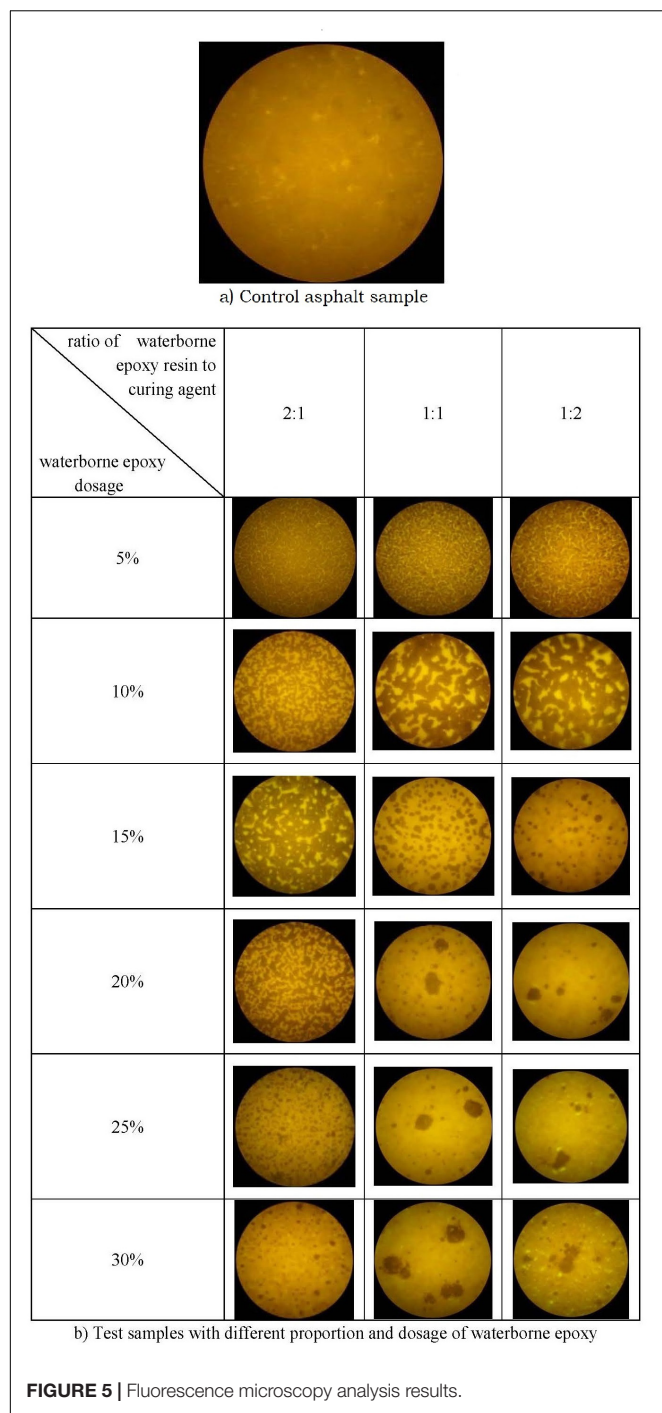 a) Control asphalt sample
ratio of waterborne
epoxy resin to
curing agent
waterborne epoxy
dosage
2:1
1:1
1:2
5%
10%
15%
20%
25%
30%
b) Test samples with different proportion and dosage of waterborne epoxy
FIGURE 5 | Fluorescence microscopy analysis results.